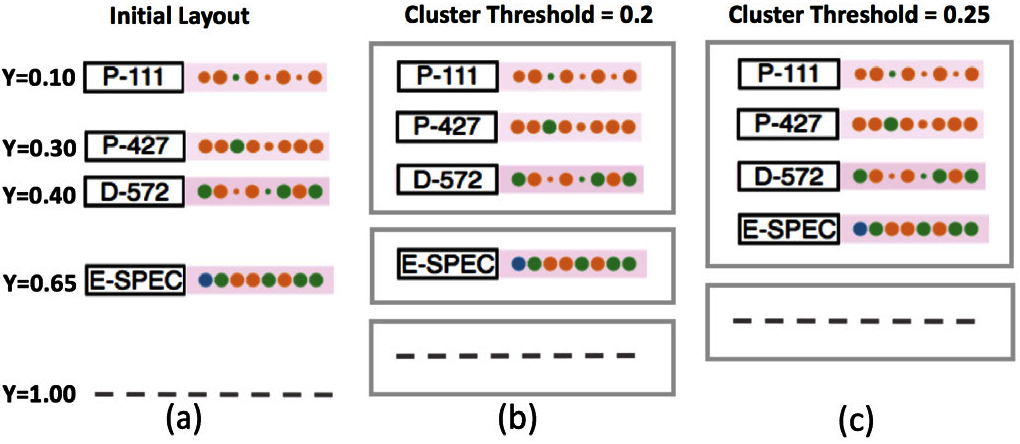 Initial Layout
Cluster Threshold = 0.2
Cluster Threshold = 0.25
Y=0.10
P-111
Y=0.30
P-427
Y=0.40
D-572
Y=0.65
E-SPEC
Y=1.00
(a)
P-111
P-427
D-572
E-SPEC
(b)
P-111
P-427
D-572
E-SPEC
(c)